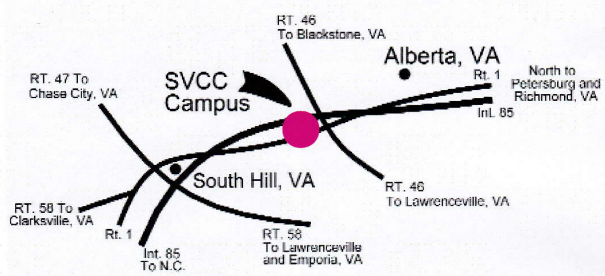 RT. 46
To Blackstone, VA
Alberta, VA
Rt. 1
North to
Petersburg and
Richmond, VA
Int. 85
RT. 47 To
Chase City, VA
SVCC
Campus
South Hill, VA
RT. 46
To Lawrenceville, VA
RT. 58 To
Clarksville, VA
Rt. 1
Int. 85
To N.C.
RT. 58
To Lawrenceville
and Emporia, VA